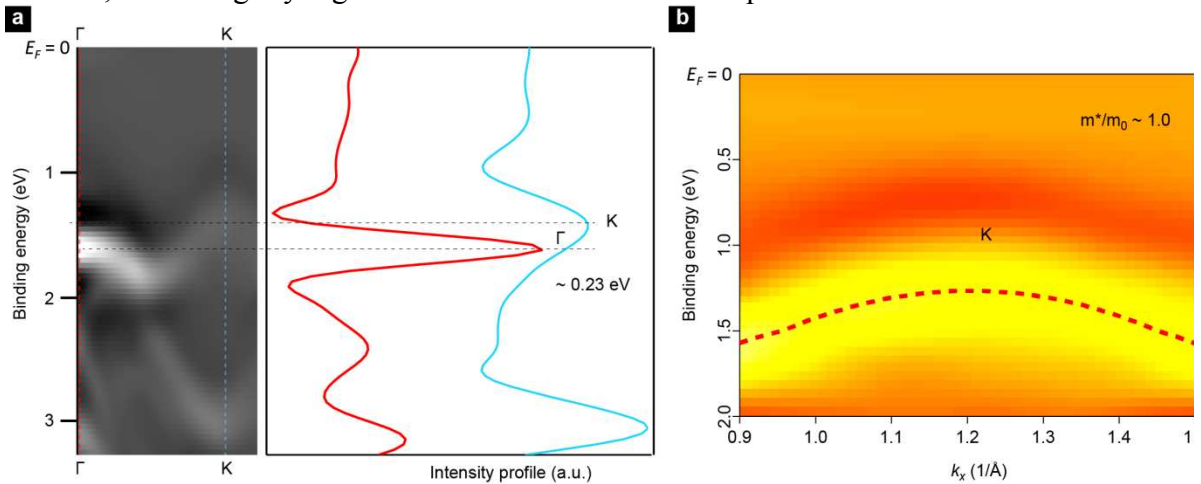 a
Γ
K
E_F = 0
1
2
3
Binding energy (eV)
K
Γ
~ 0.23 eV
Γ
K
Intensity profile (a.u.)
b
E_F = 0
0.5
1.0
1.5
2.0
Binding energy (eV)
m*/m_0 ~ 1.0
K
0.9
1.0
1.1
1.2
1.3
1.4
k_x (1/Å)